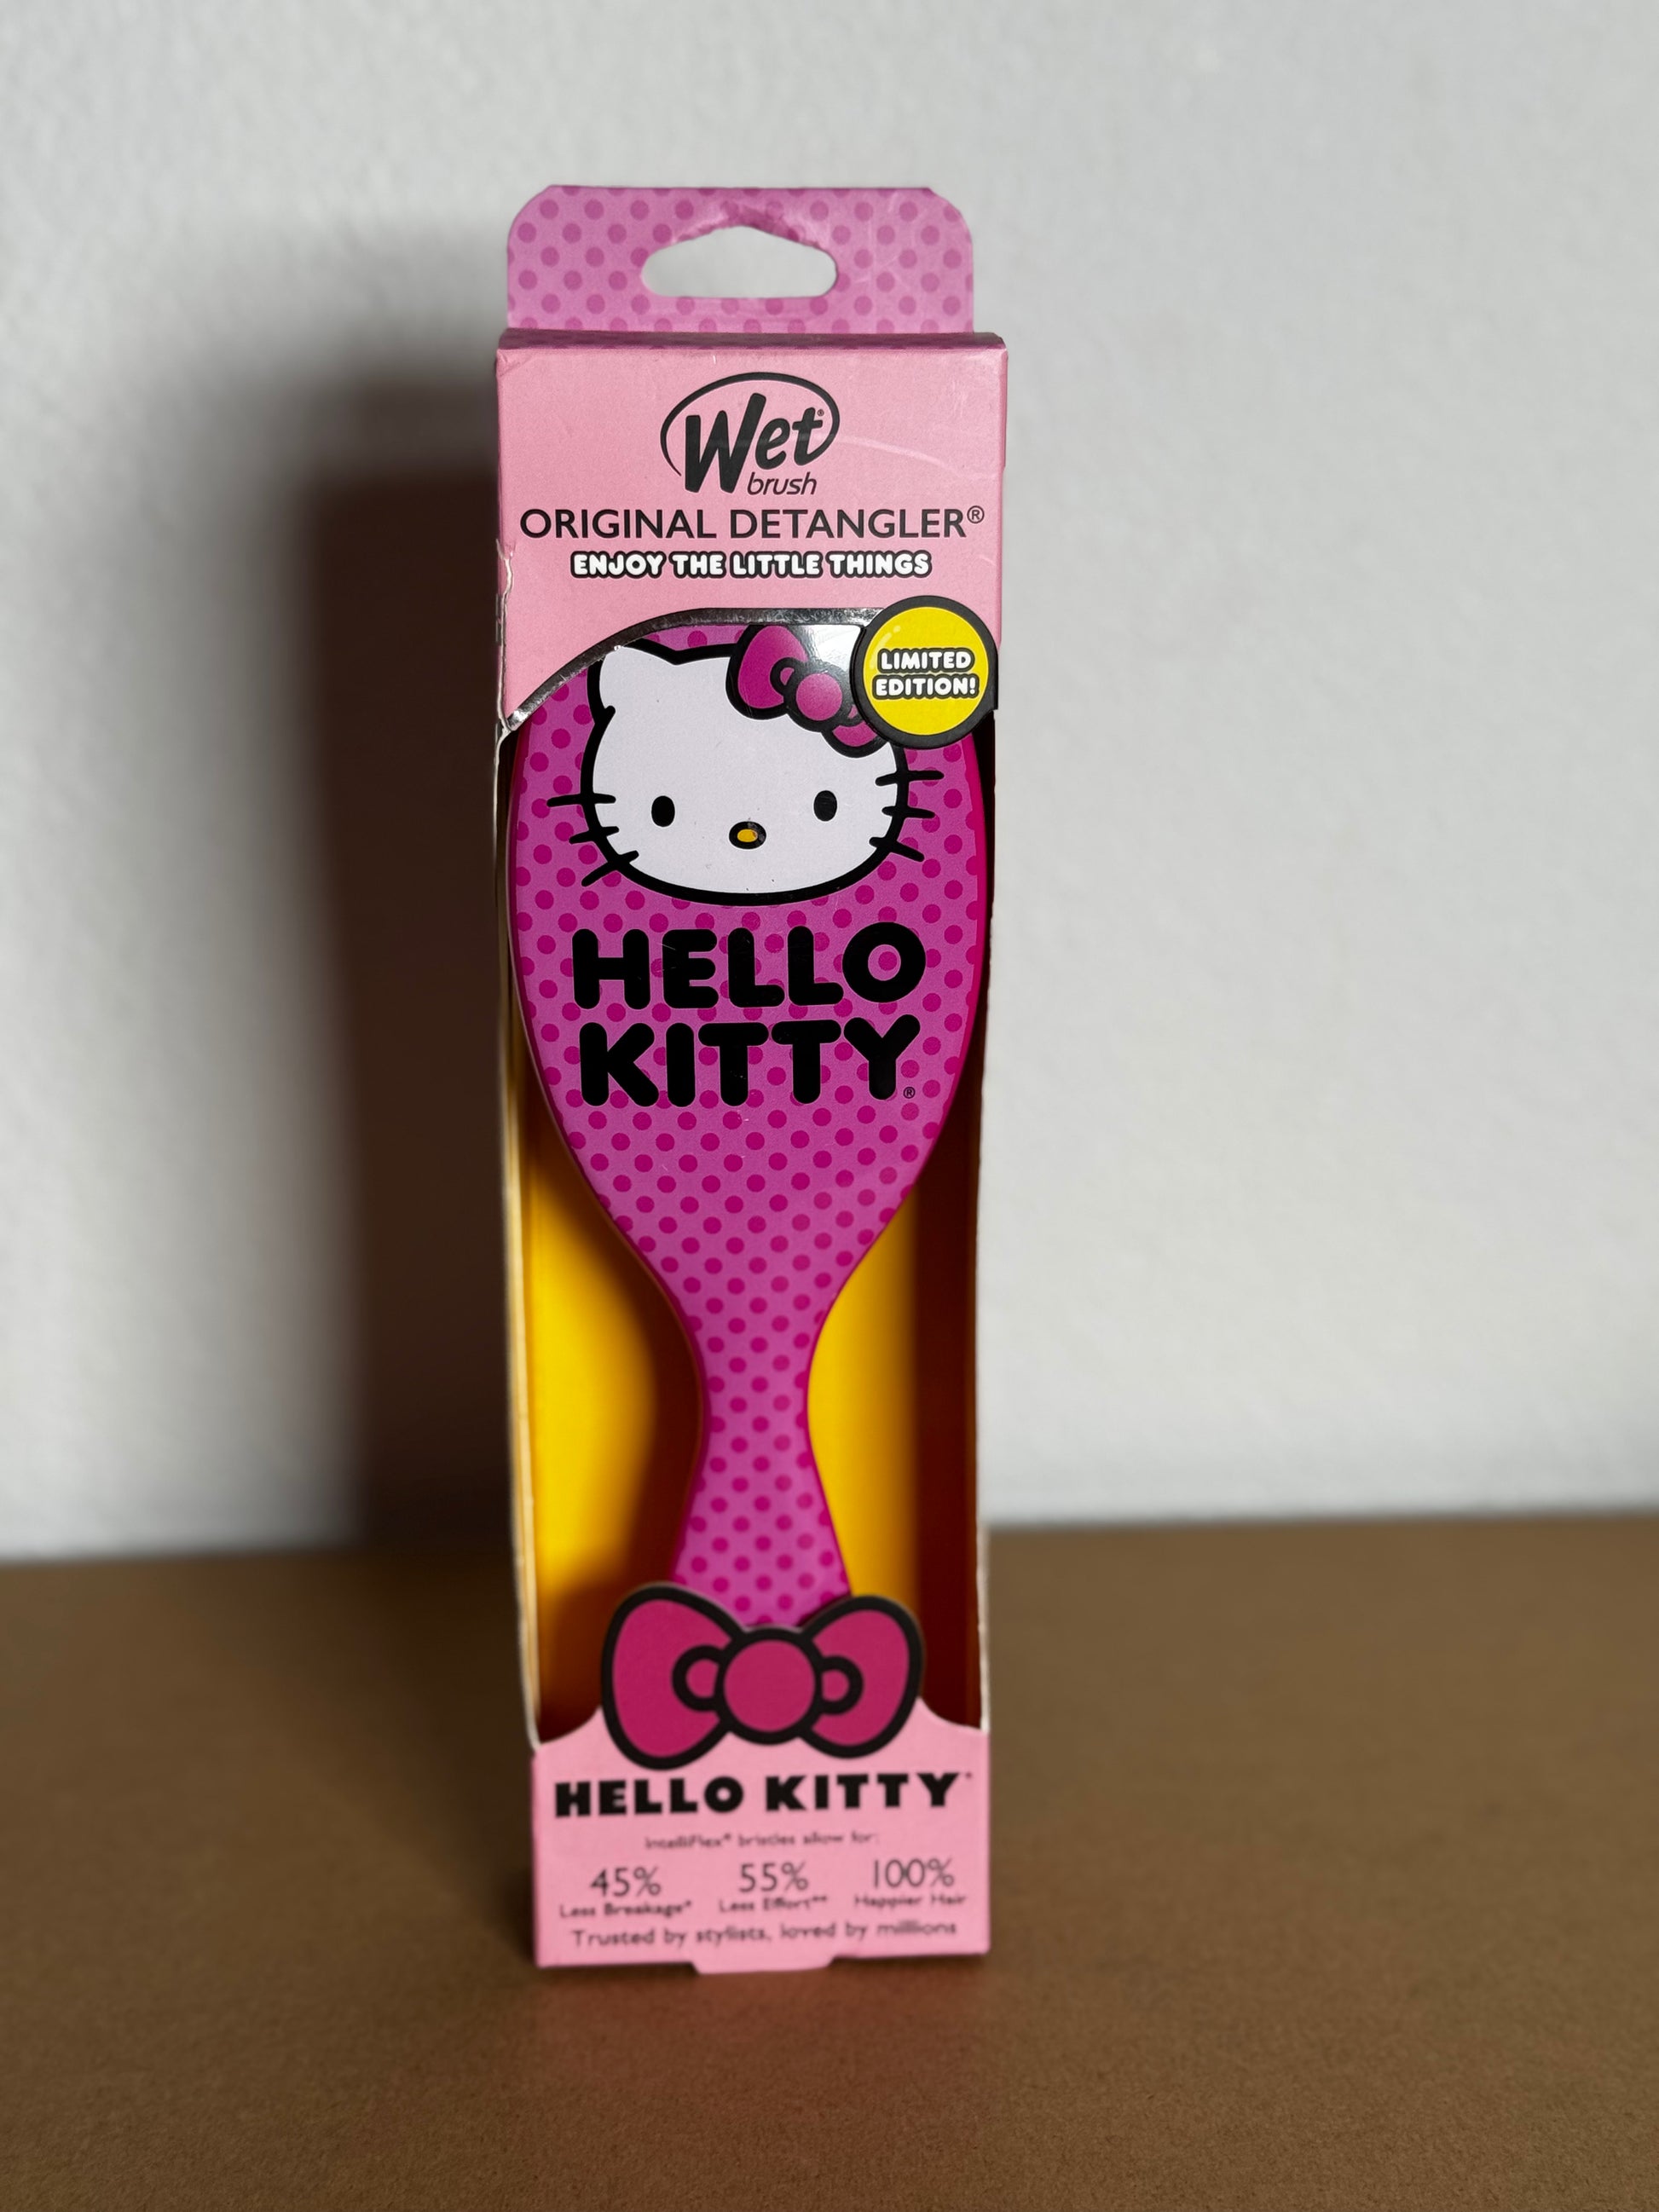 Wet®
brush
ORIGINAL DETANGLER®
ENJOY THE LITTLE THINGS
LIMITED
EDITION!
HELLO
KITTY®
HELLO KITTY
IntelliFlex® bristles allow for:
45% 55% 100%
Less Breakage* Less Effort** Happier Hair
Trusted by stylists, loved by millions